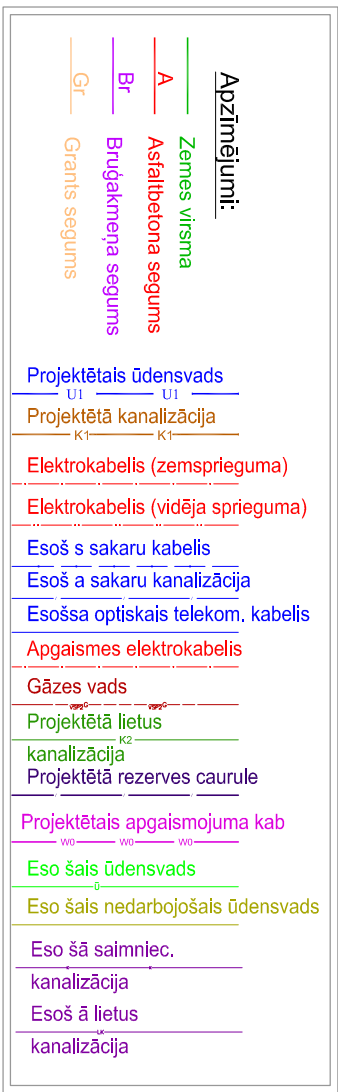 Apzīmējumi:
Zemes virsma
A Asfaltbetona segums
Br Bruģakmeņa segums
Gr Grants segums
Projektētais ūdensvads
U1 U1
Projektētā kanalizācija
K1 K1
Elektrokabelis (zemsprieguma)
Elektrokabelis (vidēja sprieguma)
Esoš s sakaru kabelis
Esoš a sakaru kanalizācija
Esošsa optiskais telekom. kabelis
Apgaismes elektrokabelis
Gāzes vads
Projektētā lietus
K2
kanalizācija
Projektētā rezerves caurule
Projektētais apgaismojuma kab
W0 W0 W0
Eso šais ūdensvads
Ū
Eso šais nedarbojošais ūdensvads
Eso šā saimniec.
kanalizācija
Esoš ā lietus
kanalizācija